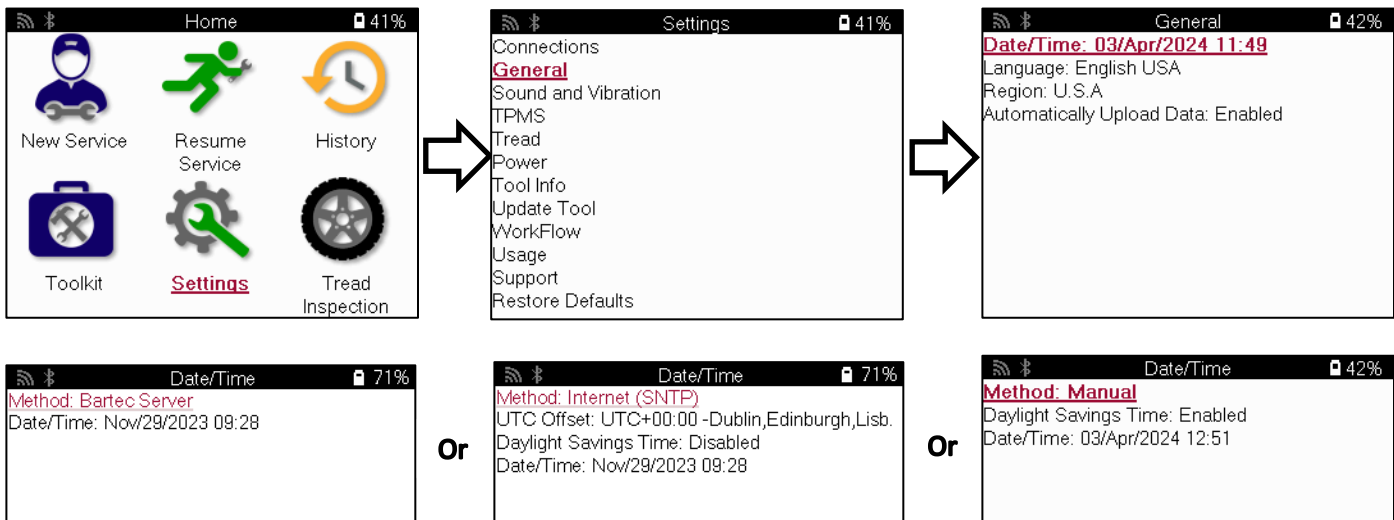 Home 41%
New Service
Resume
Service
History
Toolkit
Settings
Tread
Inspection
Settings 41%
Connections
General
Sound and Vibration
TPMS
Tread
Power
Tool Info
Update Tool
WorkFlow
Usage
Support
Restore Defaults
General 42%
Date/Time: 03/Apr/2024 11:49
Language: English USA
Region: U.S.A
Automatically Upload Data: Enabled
Date/Time 71%
Method: Bartec Server
Date/Time: Nov/29/2023 09:28
Or
Date/Time 71%
Method: Internet (SNTP)
UTC Offset: UTC+00:00 -Dublin,Edinburgh,Lisb.
Daylight Savings Time: Disabled
Date/Time: Nov/29/2023 09:28
Or
Date/Time 42%
Method: Manual
Daylight Savings Time: Enabled
Date/Time: 03/Apr/2024 12:51